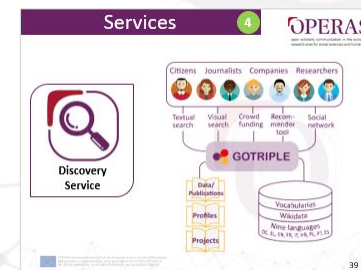 Services
4
OPERAS
Citizens Journalists Companies Researchers
Textual search
Visual search
Crowd funding
Recom-mender tool
Social network
GOTRIPLE
Discovery
Service
Data/
Publications
Profiles
Projects
Vocabularies
Wikidata
Nine languages
39